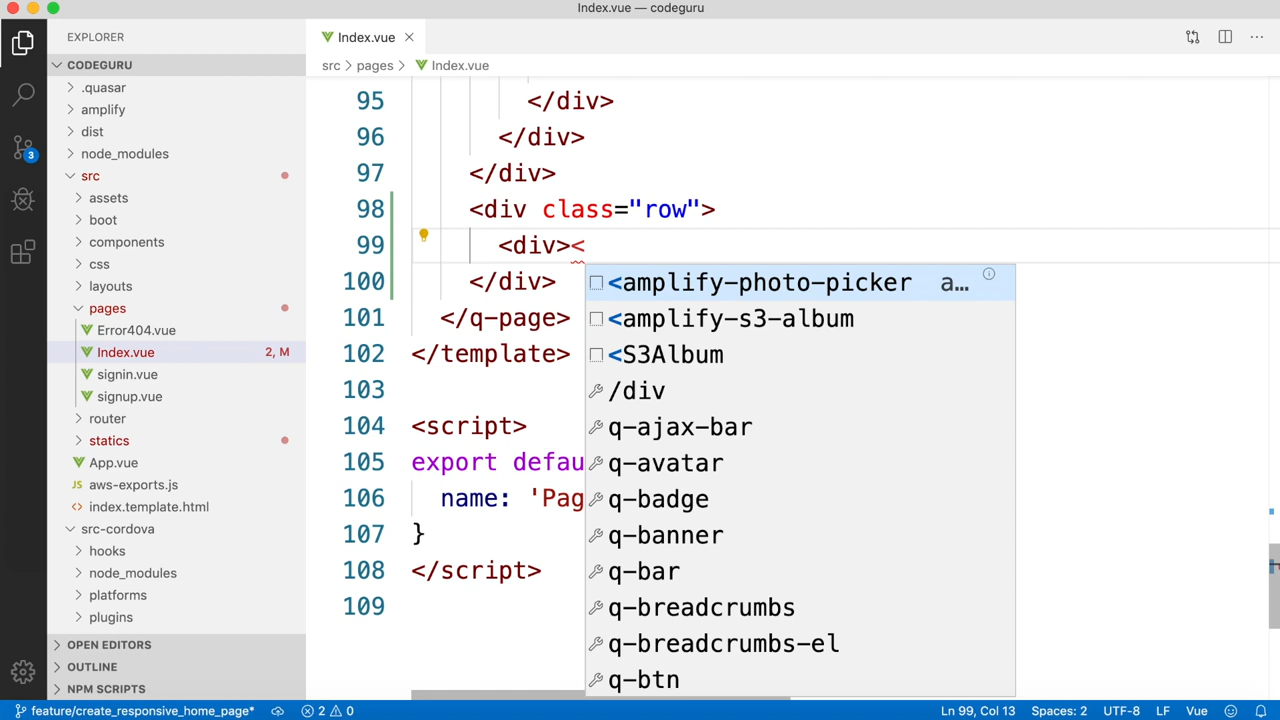 Index.vue — codeguru
EXPLORER
CODEGURU
.quasar
amplify
dist
node_modules
src
assets
boot
components
css
layouts
pages
Error404.vue
Index.vue 2, M
signin.vue
signup.vue
router
statics
App.vue
JS aws-exports.js
<> index.template.html
src-cordova
hooks
node_modules
platforms
plugins
OPEN EDITORS
OUTLINE
NPM SCRIPTS
3
Index.vue
src > pages > Index.vue
95 </div>
96 </div>
97 </div>
98 <div class="row">
99 <div><
100 </div>
101 </q-page>
102 </template>
103
104 <script>
105 export defau
106 name: 'Pag
107 }
108 </script>
109
<amplify-photo-picker a…
<amplify-s3-album
<S3Album
/div
q-ajax-bar
q-avatar
q-badge
q-banner
q-bar
q-breadcrumbs
q-breadcrumbs-el
q-btn
feature/create_responsive_home_page* 2 0 Ln 99, Col 13 Spaces: 2 UTF-8 LF Vue